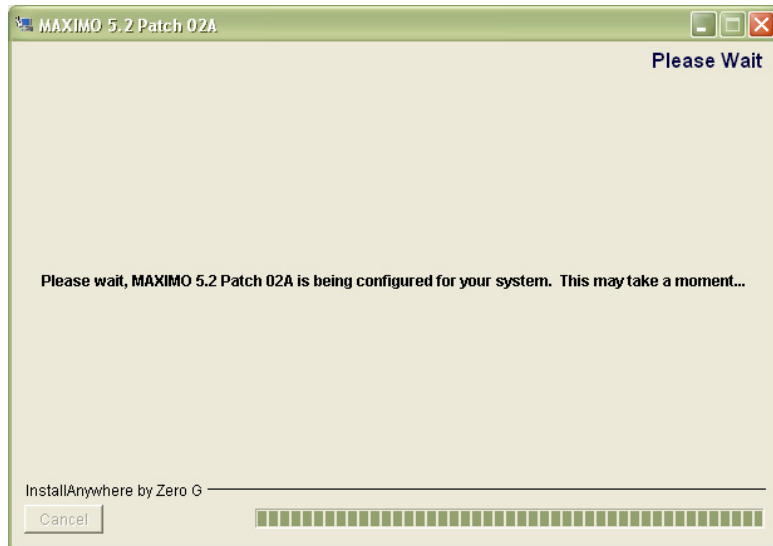 MAXIMO 5.2 Patch 02A
Please Wait
Please wait, MAXIMO 5.2 Patch 02A is being configured for your system.  This may take a moment...
InstallAnywhere by Zero G
Cancel